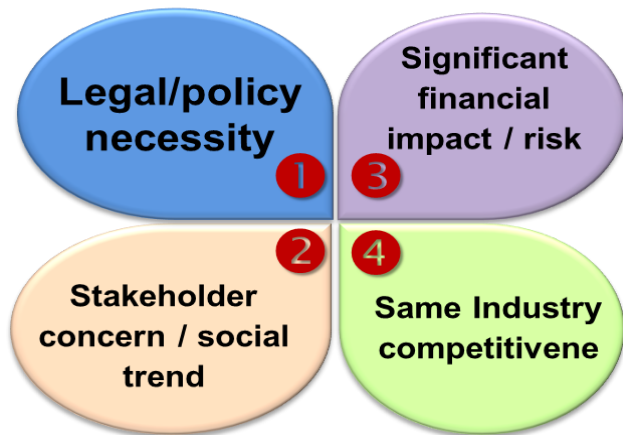 Legal/policy
necessity
1
2
Stakeholder
concern / social
trend
Significant
financial
impact / risk
3
4
Same Industry
competitivene